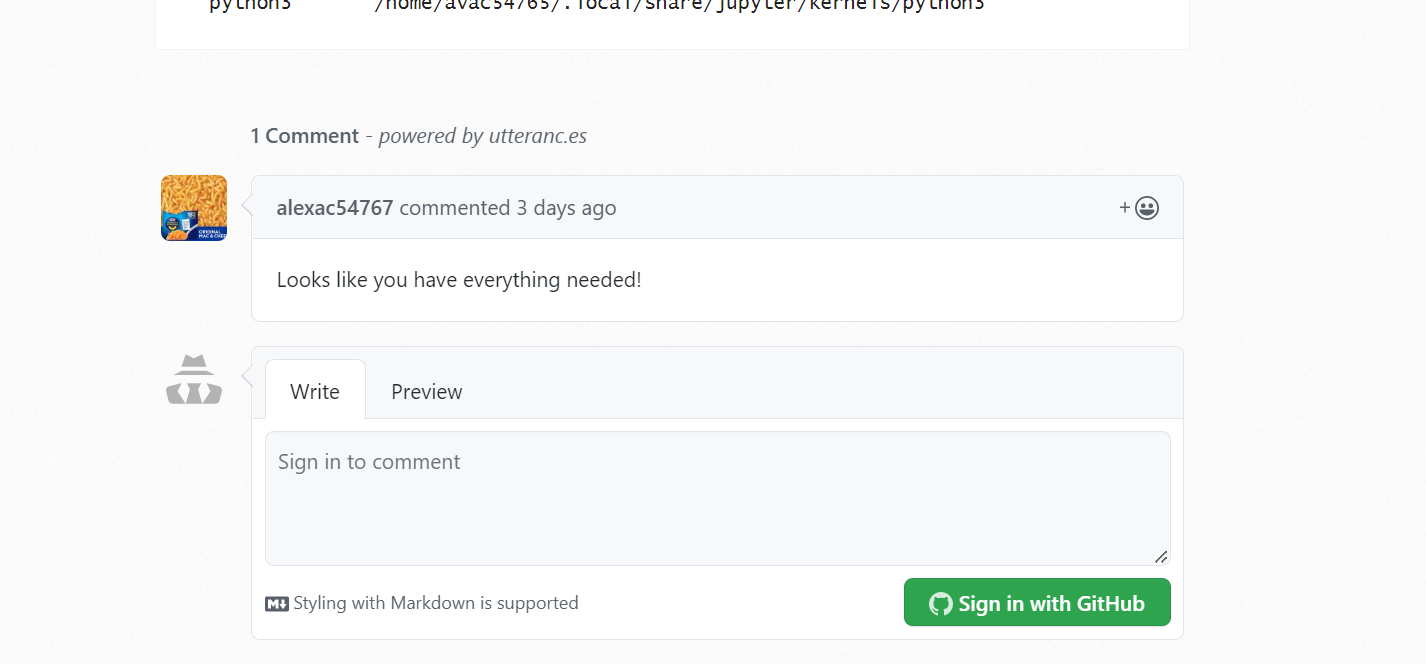 python3 /home/avac54765/.local/share/jupyter/kernels/python3
1 Comment - powered by utteranc.es
alexac54767 commented 3 days ago
+
Looks like you have everything needed!
Write Preview
Sign in to comment
Styling with Markdown is supported
Sign in with GitHub